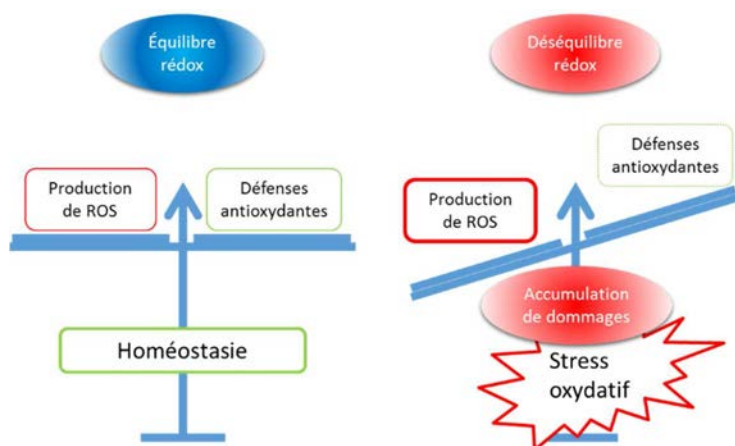 Équilibre
rédox
Production
de ROS
Défenses
antioxydantes
Homéostasie
Déséquilibre
rédox
Défenses
antioxydantes
Production
de ROS
Accumulation
de dommages
Stress
oxydatif